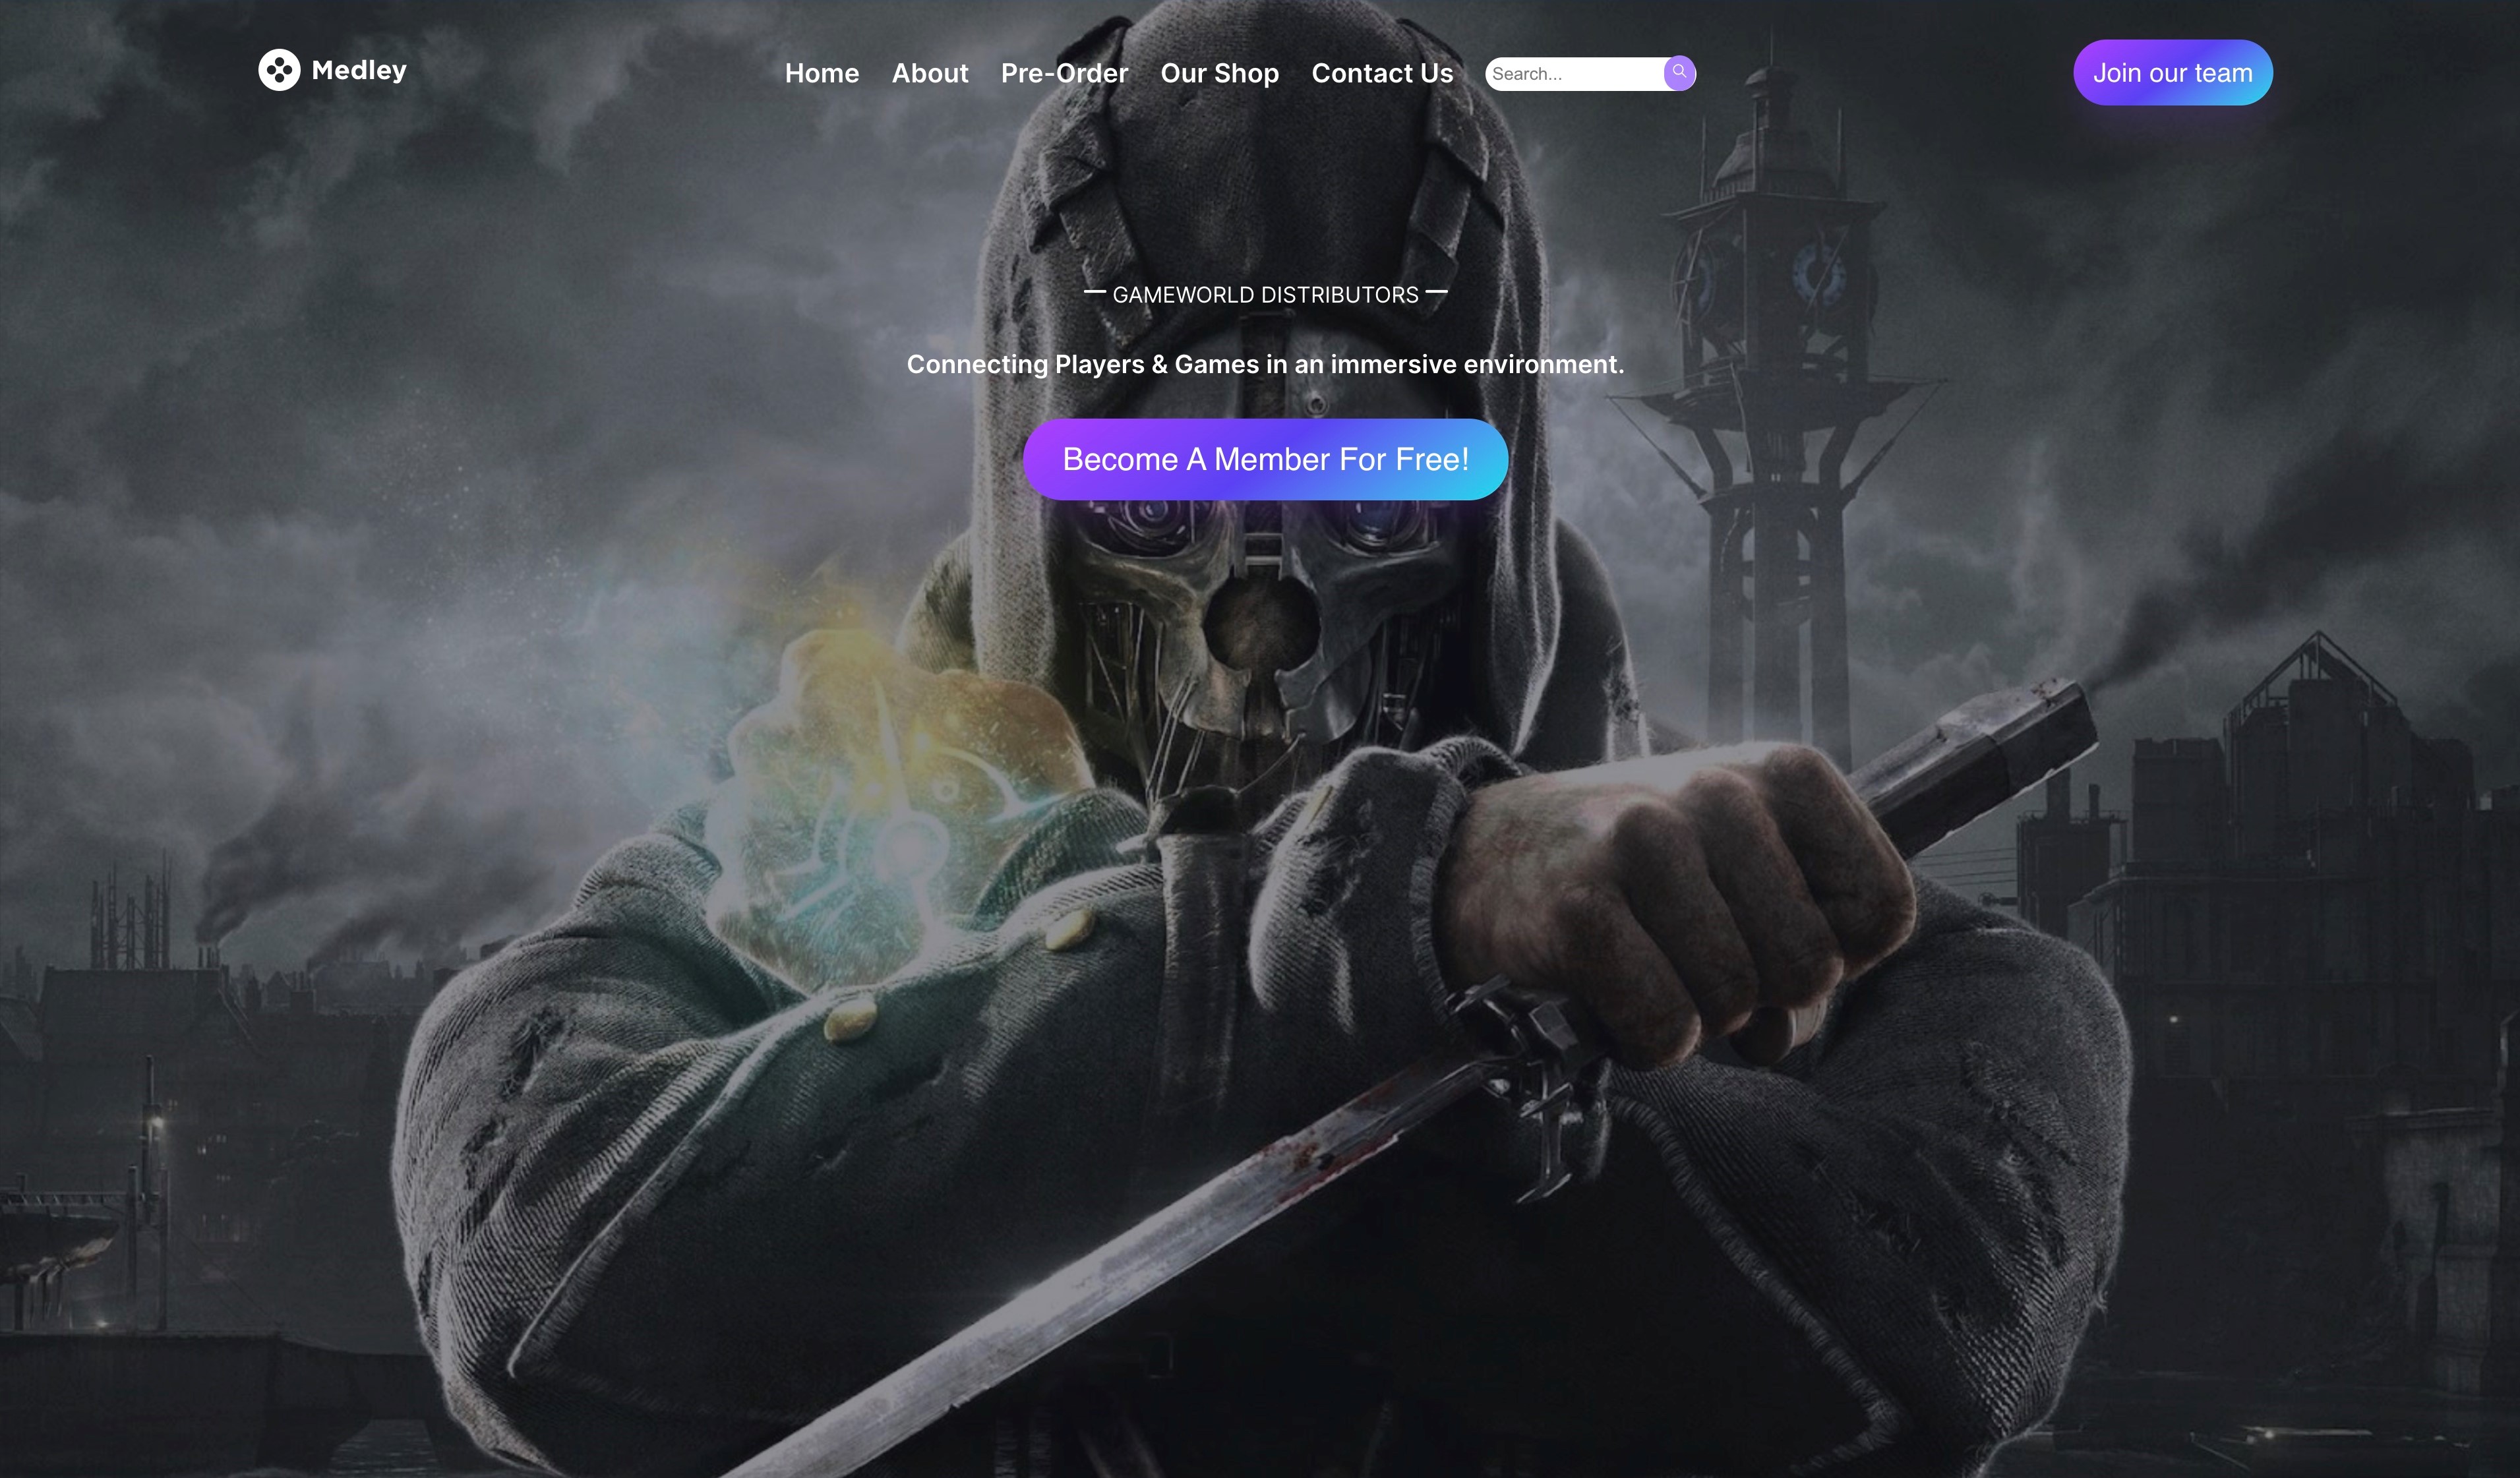 Medley
Home About Pre-Order Our Shop Contact Us Search... Join our team
— GAMEWORLD DISTRIBUTORS —
Connecting Players & Games in an immersive environment.
Become A Member For Free!